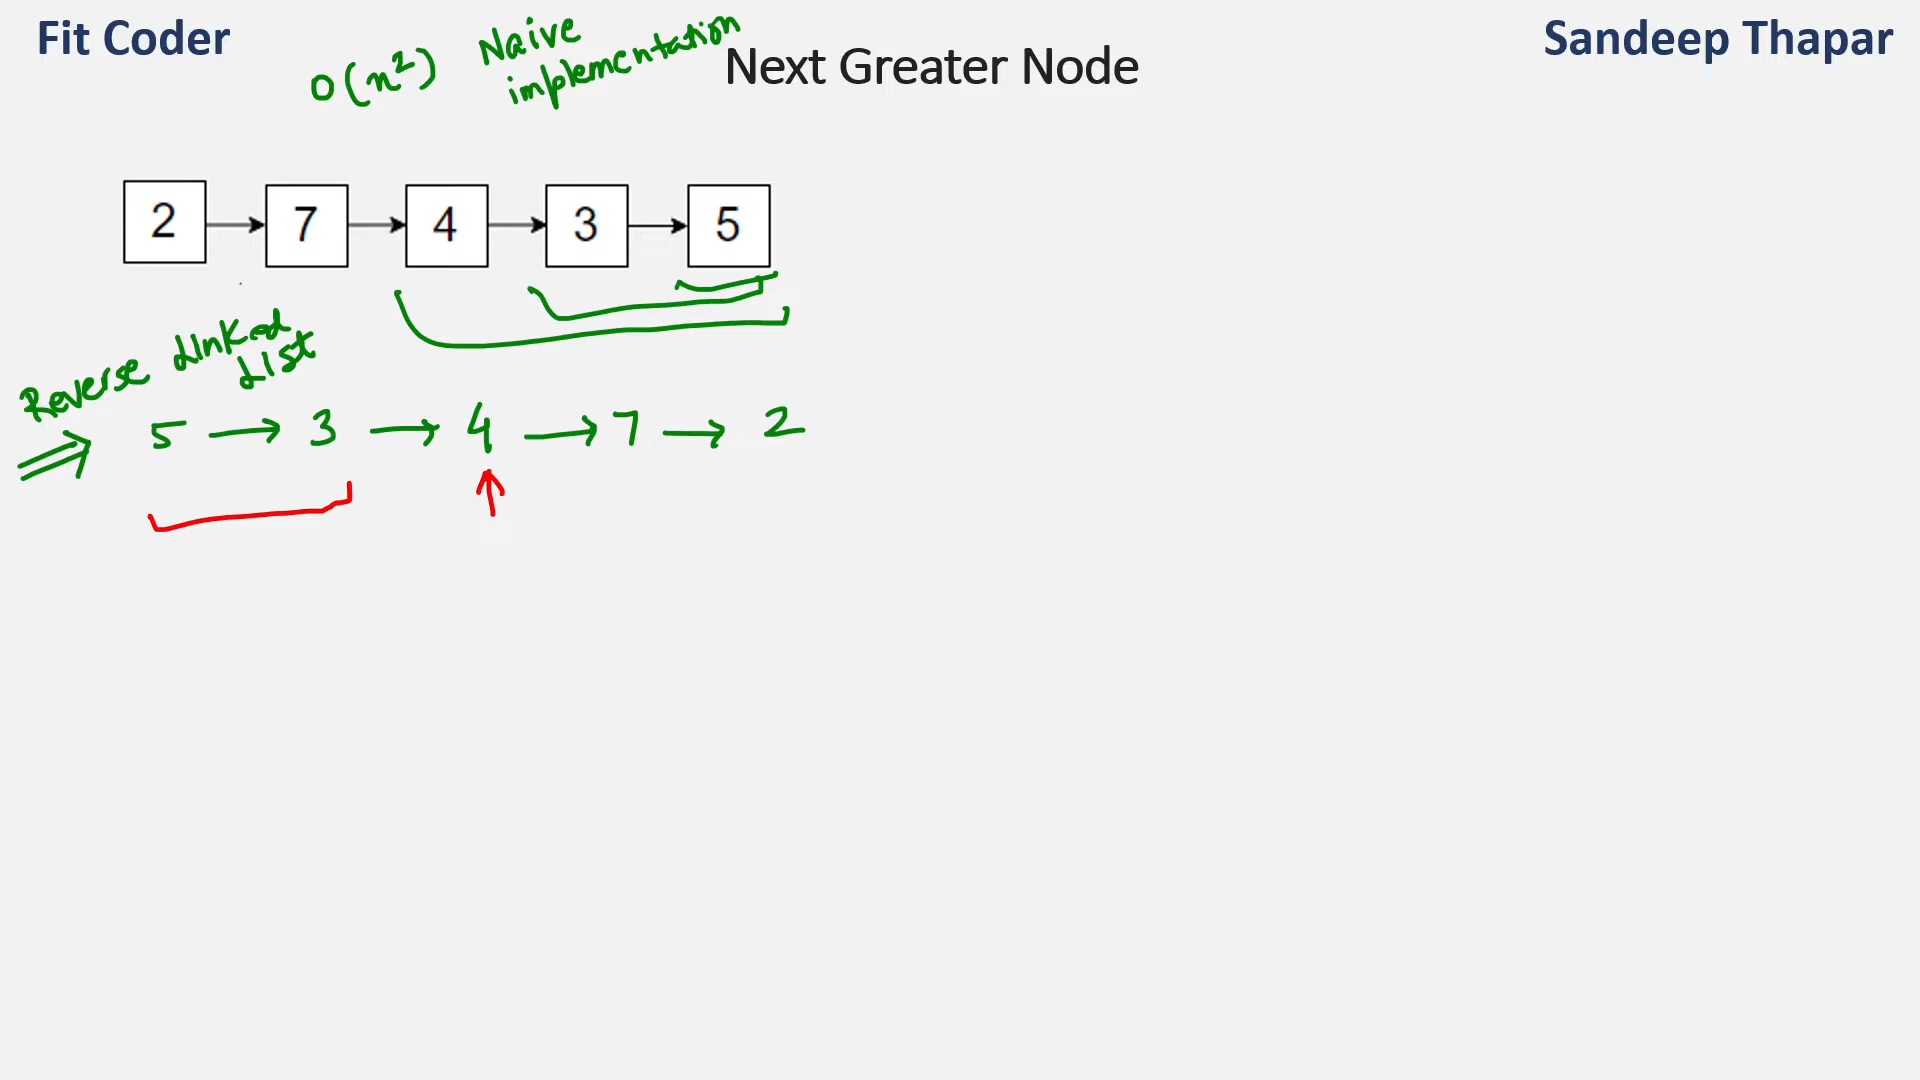 Fit Coder
Sandeep Thapar
O(n²) Naive
implementation
Next Greater Node
2 7 4 3 5
Reverse Linked
List
⇒ 5 → 3 → 4 → 7 → 2